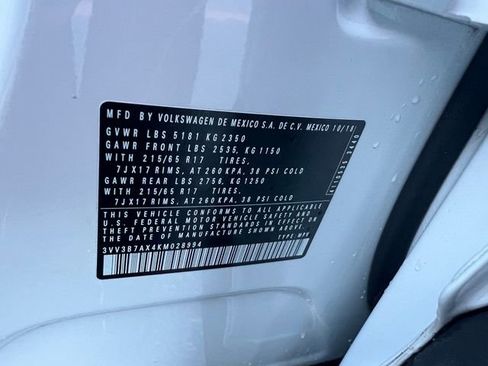 MFD BY VOLKSWAGEN DE MEXICO S.A. DE C.V. MEXICO 10/18
GVWR LBS 5181 KG 2350
GAWR FRONT LBS 2535, KG 1150
WITH 215/65 R17 TIRES,
7JX17 RIMS, AT 260 KPA, 38 PSI COLD
GAWR REAR LBS 2756, KG 1250
WITH 215/65 R17 TIRES,
7JX17 RIMS, AT 260 KPA, 38 PSI COLD
THIS VEHICLE CONFORMS TO ALL APPLICABLE
U.S. FEDERAL MOTOR VEHICLE SAFETY AND
THEFT PREVENTION STANDARDS IN EFFECT ON
THE DATE OF MANUFACTURE SHOWN ABOVE.
3VV3B7AX4KM028994 TYPE: MPV